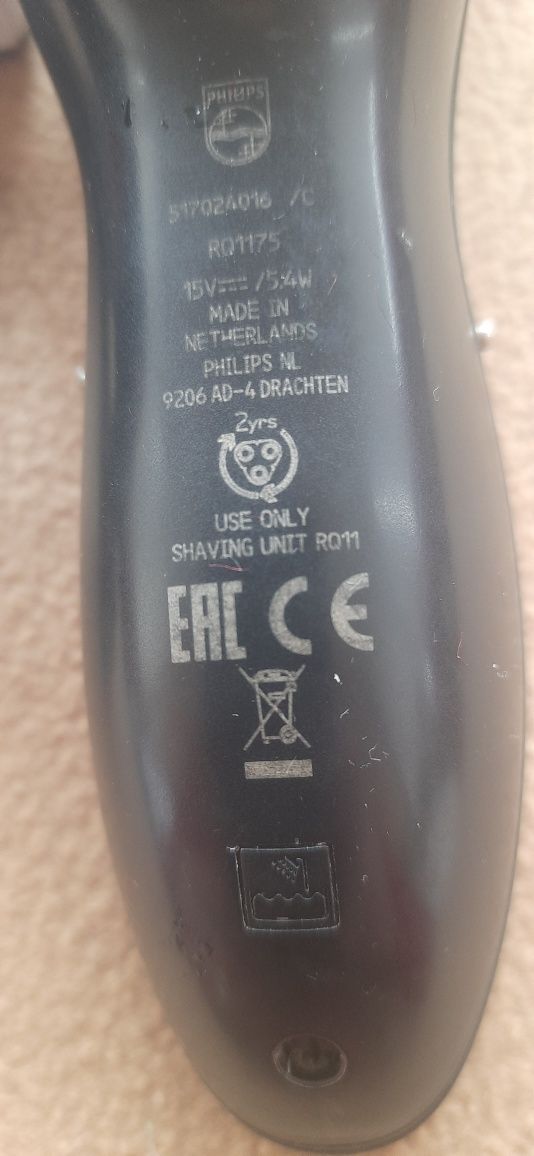 PHILIPS
517024016 /C
RQ1175
15V⎓ /5.4W
MADE IN
NETHERLANDS
PHILIPS NL
9206 AD-4 DRACHTEN
2yrs
USE ONLY
SHAVING UNIT RQ11
EAC CE